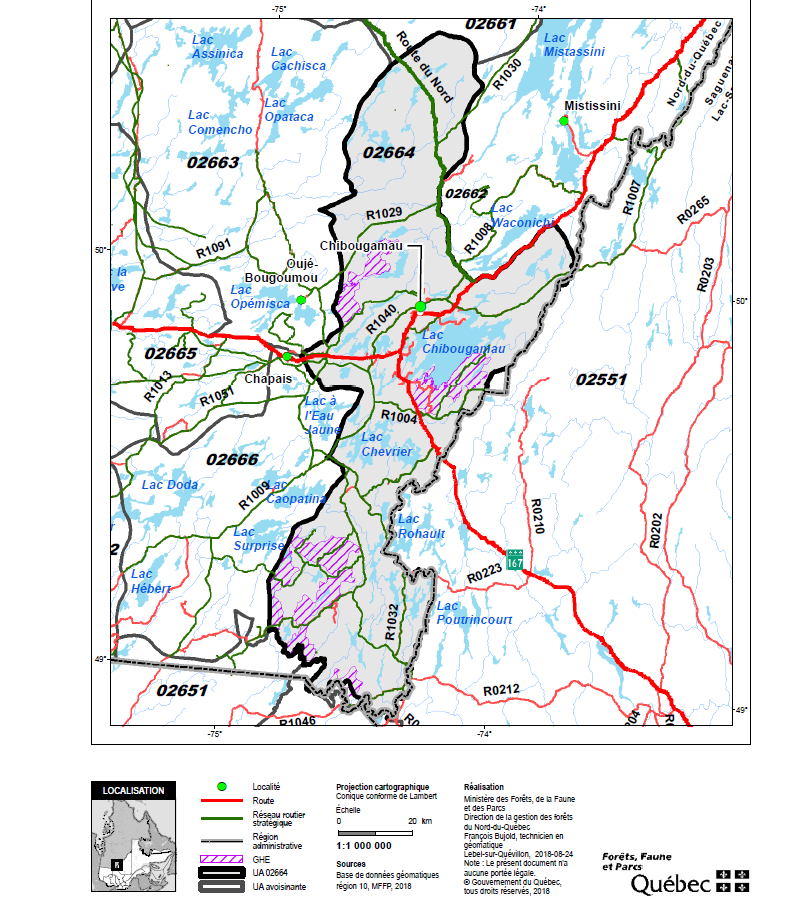 -75°
-74°
02661
Lac
Assinica
Lac
Cachisca
Route du Nord
R1030
Lac
Mistassini
Nord-du-Québec
Lac
Opataca
Lac
Comencho
Mistissini
02663
02664
02662
R1007
R0265
R1029
Lac
Waconichi
R1008
R1091
50°
Chibougamau
Oujé-
Bougoumou
R0203
Lac
Opémisca
50°
R1040
Lac
Chibougamau
02665
Chapais
R1013
R1051
02551
Lac à
l'Eau
Jaune
R1004
Lac
Chevrier
02666
Lac Doda
R1009
Lac
Caopatina
R0210
R0202
Lac
Rohault
Lac
Surprise
167
Lac
Hébert
R0223
R1032
Lac
Poutrincourt
49°
02651
R0212
49°
R1046
-75°
-74°
LOCALISATION
Localité
Route
Réseau routier
stratégique
Région
administrative
GHE
UA 02664
UA avoisinante
Projection cartographique
Conique conforme de Lambert
Échelle
0 20 km
1:1 000 000
Sources
Base de données géomatiques
région 10, MFFP, 2018
Réalisation
Ministère des Forêts, de la Faune
et des Parcs
Direction de la gestion des forêts
du Nord-du-Québec
François Bujold, technicien en
géomatique
Lebel-sur-Quévillon, 2018-08-24
Note : Le présent document n'a
aucune portée légale.
© Gouvernement du Québec,
tous droits réservés, 2018
Forêts, Faune
et Parcs
Québec